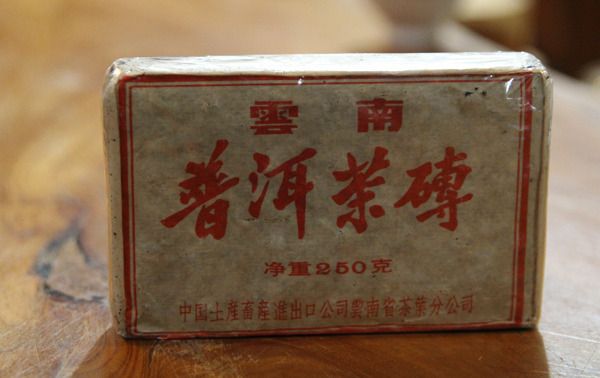 雲南
普洱茶磚
净重250克
中国土產畜產進出口公司雲南省茶葉分公司